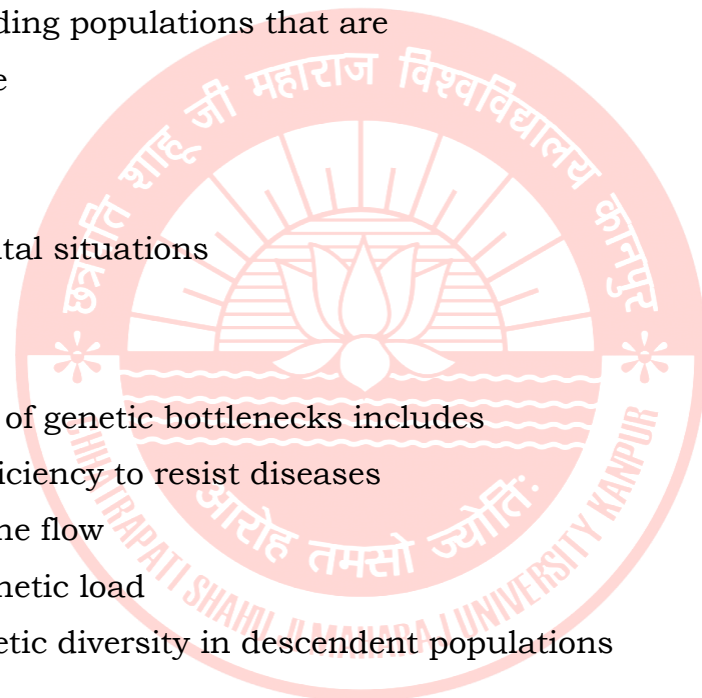 ding populations that are
e
छत्रपति शाहू जी महाराज विश्वविद्यालय कानपुर
tal situations
of genetic bottlenecks includes
iciency to resist diseases
ne flow
netic load
etic diversity in descendent populations
आरोह तमसो ज्योतिः
CHHATRAPATI SHAHU JI MAHARAJ UNIVERSITY KANPUR